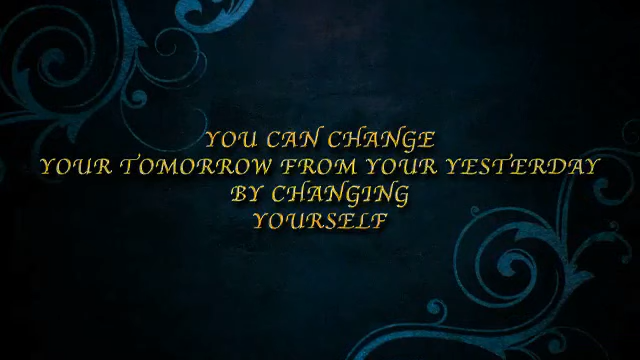 YOU CAN CHANGE
YOUR TOMORROW FROM YOUR YESTERDAY
BY CHANGING
YOURSELF